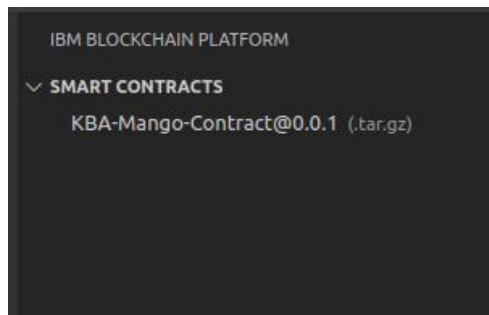 IBM BLOCKCHAIN PLATFORM
SMART CONTRACTS
KBA-Mango-Contract@0.0.1 (.tar.gz)